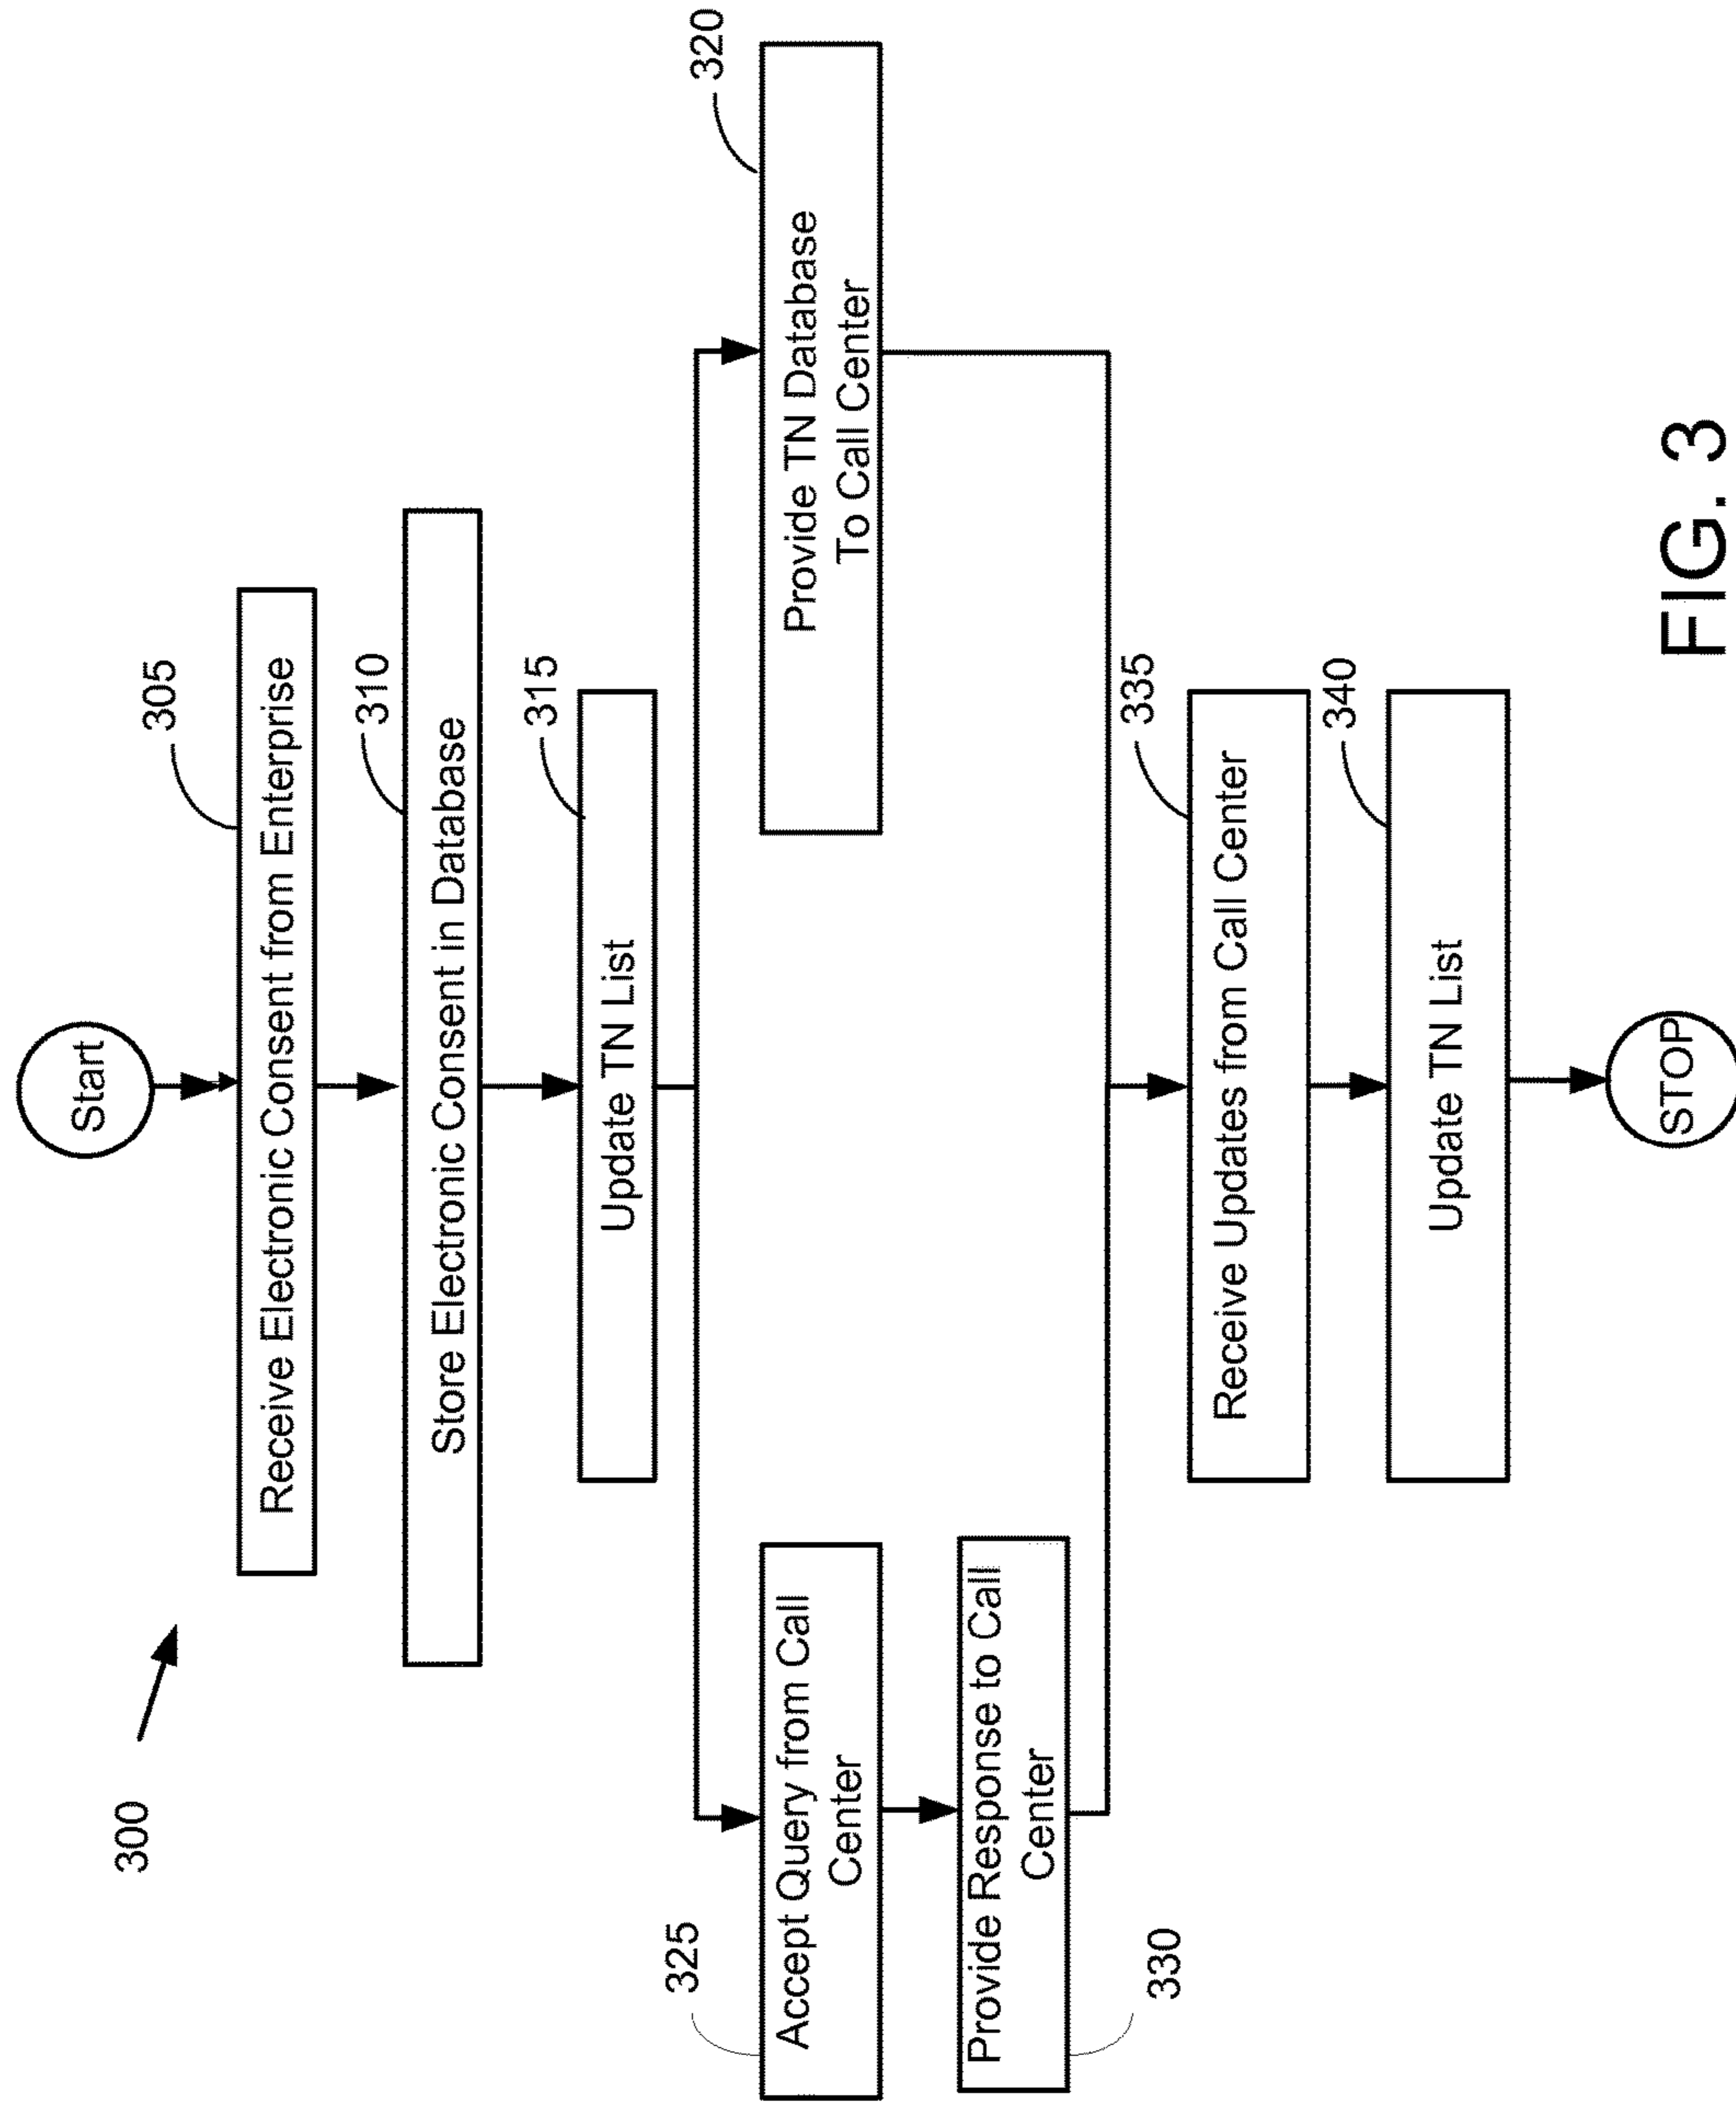 300
Start
305
Receive Electronic Consent from Enterprise
310
Store Electronic Consent in Database
315
Update TN List
320
Provide TN Database
To Call Center
325
Accept Query from Call
Center
Provide Response to Call
Center
330
335
Receive Updates from Call Center
340
Update TN List
STOP
FIG. 3